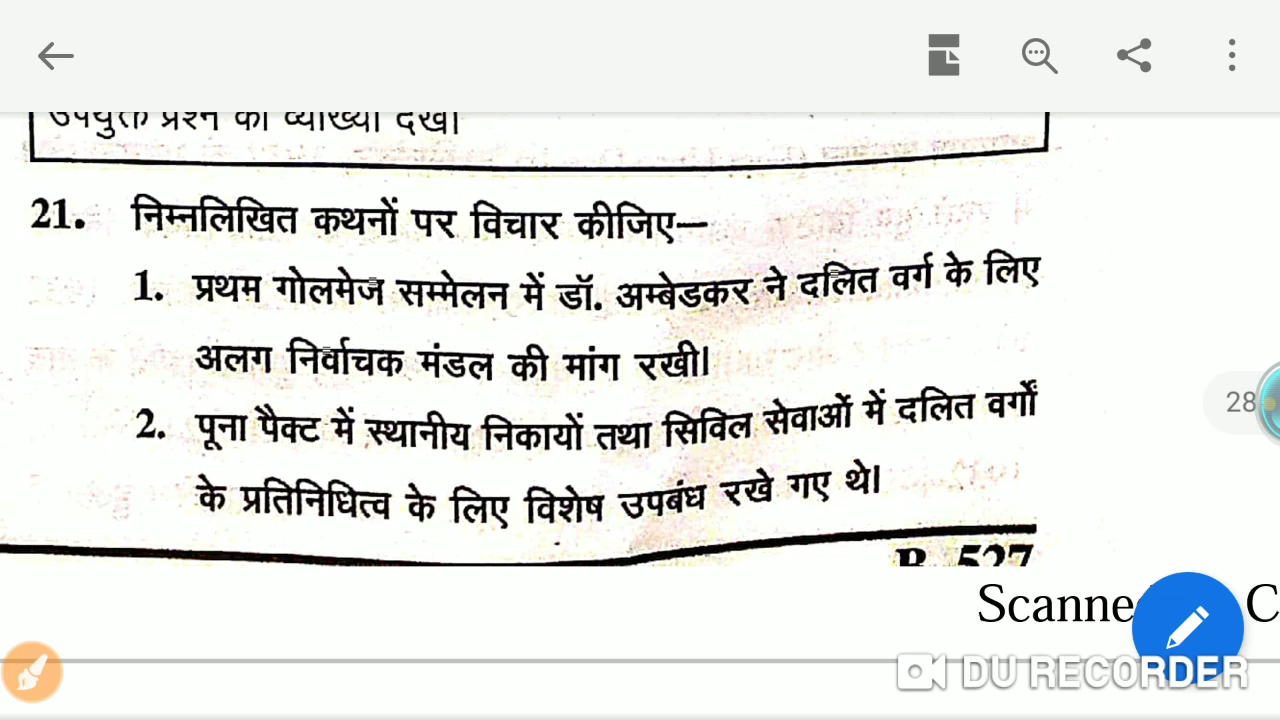 उपर्युक्त प्रश्न की व्याख्या देखें।
21. निम्नलिखित कथनों पर विचार कीजिए—
1. प्रथम गोलमेज सम्मेलन में डॉ. अम्बेडकर ने दलित वर्ग के लिए
अलग निर्वाचक मंडल की मांग रखी।
2. पूना पैक्ट में स्थानीय निकायों तथा सिविल सेवाओं में दलित वर्गों
28
के प्रतिनिधित्व के लिए विशेष उपबंध रखे गए थे।
DU RECORDER